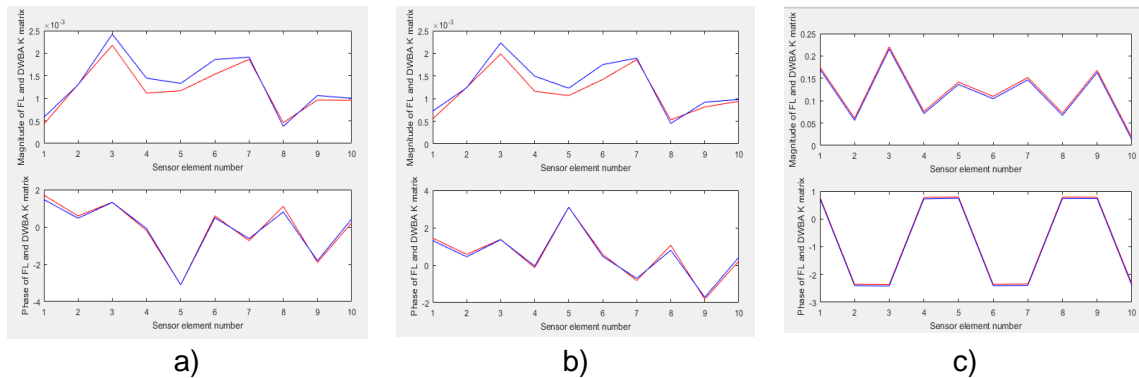 ×10⁻³
Magnitude of FL and DWBA K matrix
2.5
2
1.5
1
0.5
0
1 2 3 4 5 6 7 8 9 10
Sensor element number
Phase of FL and DWBA K matrix
2
0
-2
-4
1 2 3 4 5 6 7 8 9 10
Sensor element number
a)
×10⁻³
Magnitude of FL and DWBA K matrix
2.5
2
1.5
1
0.5
0
1 2 3 4 5 6 7 8 9 10
Sensor element number
Phase of FL and DWBA K matrix
4
2
0
-2
1 2 3 4 5 6 7 8 9 10
Sensor element number
b)
Magnitude of FL and DWBA K matrix
0.25
0.2
0.15
0.1
0.05
0
1 2 3 4 5 6 7 8 9 10
Sensor element number
Phase of FL and DWBA K matrix
1
0
-1
-2
-3
1 2 3 4 5 6 7 8 9 10
Sensor element number
c)